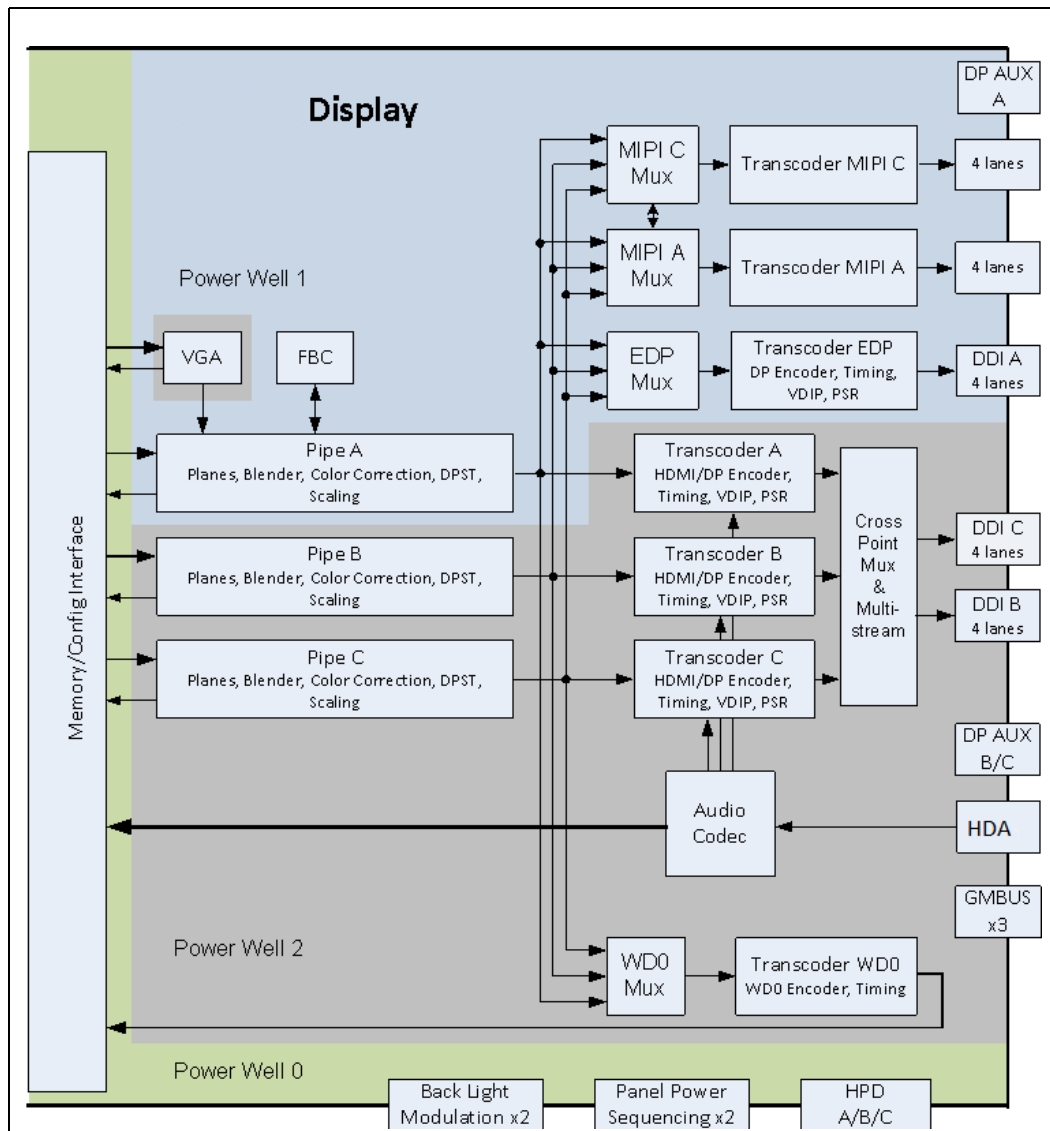 Display
DP AUX
A
MIPI C
Mux
Transcoder MIPI C
4 lanes
MIPI A
Mux
Transcoder MIPI A
4 lanes
Power Well 1
VGA
FBC
EDP
Mux
Transcoder EDP
DP Encoder, Timing,
VDIP, PSR
DDI A
4 lanes
Pipe A
Planes, Blender, Color Correction, DPST,
Scaling
Transcoder A
HDMI/DP Encoder,
Timing, VDIP, PSR
Pipe B
Planes, Blender, Color Correction, DPST,
Scaling
Transcoder B
HDMI/DP Encoder,
Timing, VDIP, PSR
Pipe C
Planes, Blender, Color Correction, DPST,
Scaling
Transcoder C
HDMI/DP Encoder,
Timing, VDIP, PSR
Cross
Point
Mux
&
Multi-
stream
DDI C
4 lanes
DDI B
4 lanes
Memory/Config Interface
DP AUX
B/C
Audio
Codec
HDA
GMBUS
x3
Power Well 2
WD0
Mux
Transcoder WD0
WD0 Encoder, Timing
Power Well 0
Back Light
Modulation x2
Panel Power
Sequencing x2
HPD
A/B/C